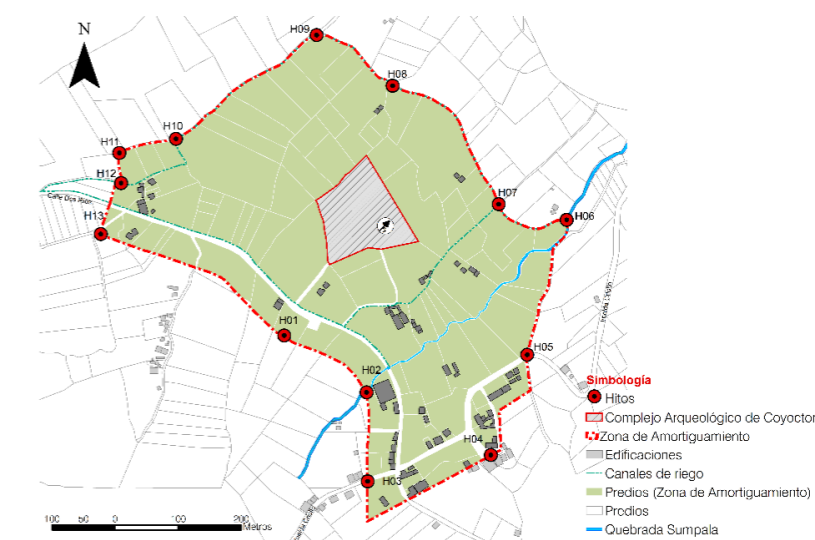 N
H09
H08
H10
H11
H12
H07
H06
H13
H01
H05
H02
H04
H03
Simbología
Hitos
Complejo Arqueológico de Coyoctor
Zona de Amortiguamiento
Edificaciones
Canales de riego
Predios (Zona de Amortiguamiento)
Predios
Quebrada Sumpala
100 50 0 100 200
Metros